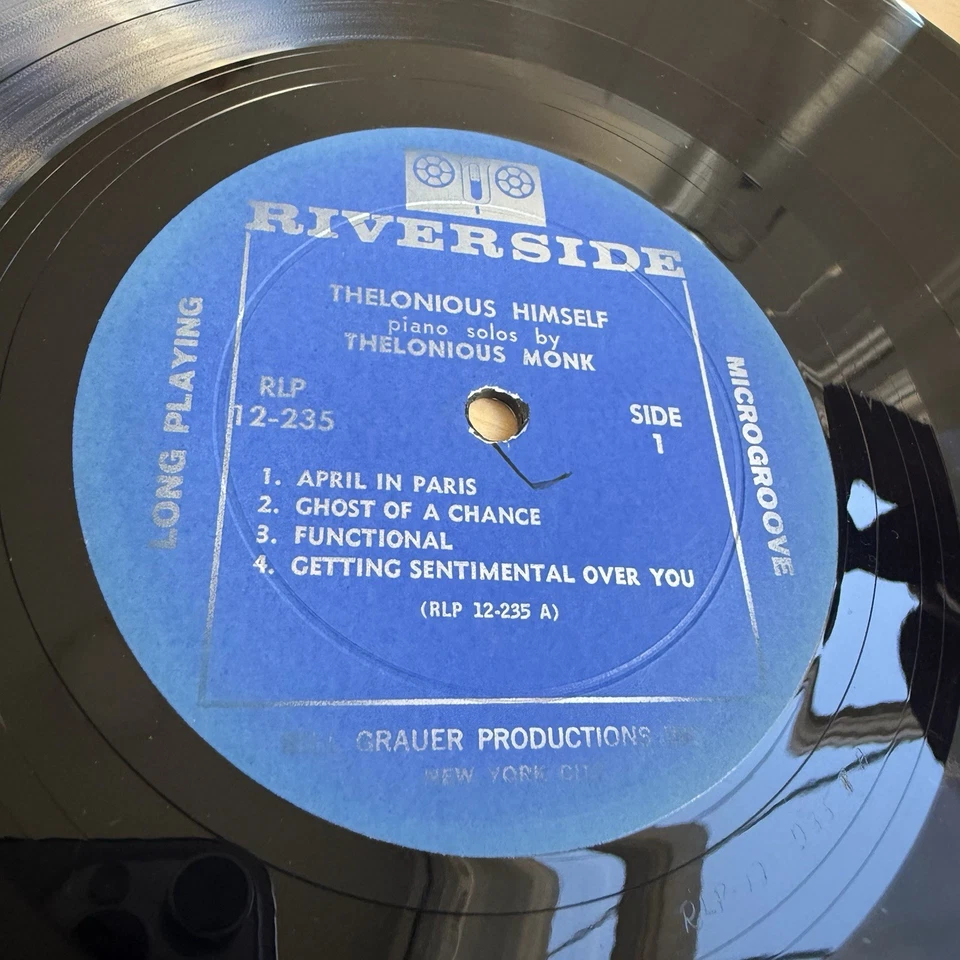 RIVERSIDE
THELONIOUS HIMSELF
piano solos by
THELONIOUS MONK
LONG PLAYING
RLP
12-235
SIDE
1
MICROGROOVE
1. APRIL IN PARIS
2. GHOST OF A CHANCE
3. FUNCTIONAL
4. GETTING SENTIMENTAL OVER YOU
(RLP 12-235 A)
GRAUER PRODUCTIONS
NEW YORK